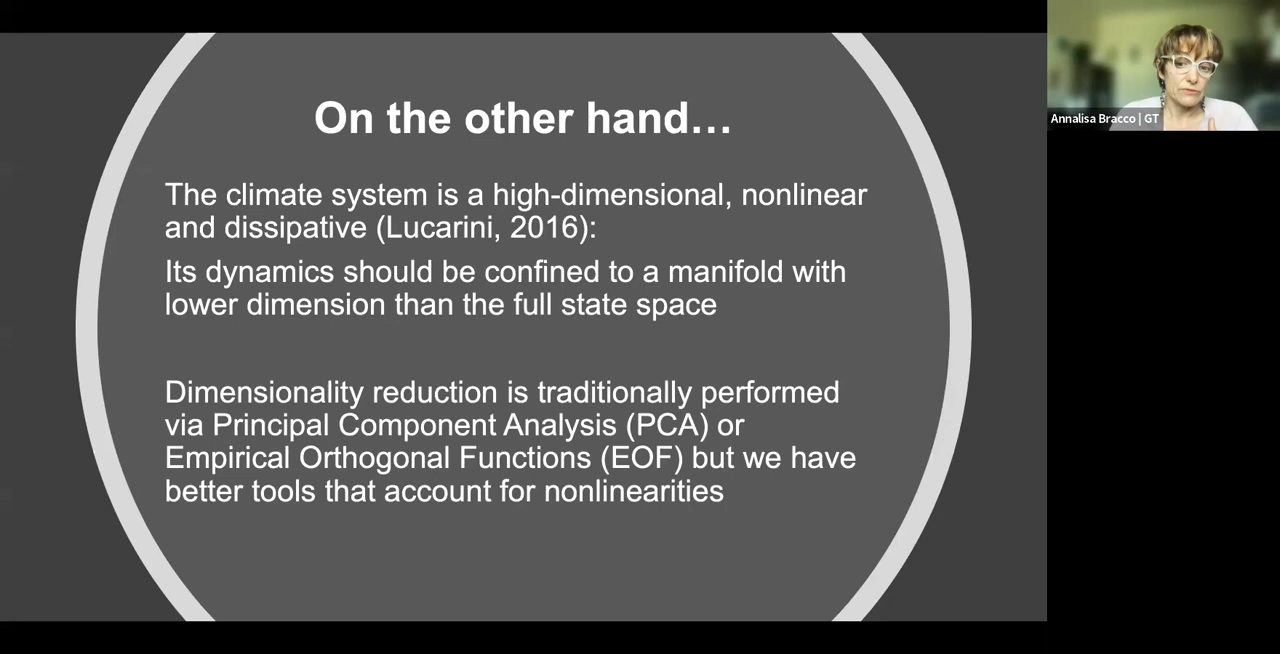 On the other hand...
The climate system is a high-dimensional, nonlinear
and dissipative (Lucarini, 2016):
Its dynamics should be confined to a manifold with
lower dimension than the full state space
Dimensionality reduction is traditionally performed
via Principal Component Analysis (PCA) or
Empirical Orthogonal Functions (EOF) but we have
better tools that account for nonlinearities
Annalisa Bracco | GT